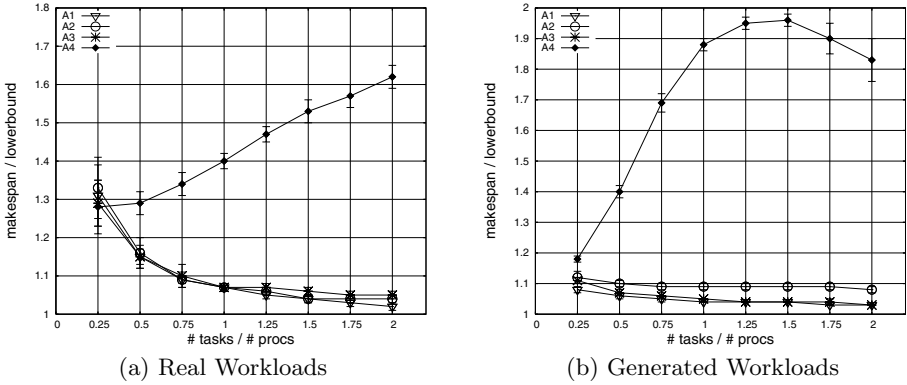 A1
A2
A3
A4
1.8
1.7
1.6
1.5
1.4
1.3
1.2
1.1
1
makespan / lowerbound
0 0.25 0.5 0.75 1 1.25 1.5 1.75 2
# tasks / # procs
(a) Real Workloads
A1
A2
A3
A4
2
1.9
1.8
1.7
1.6
1.5
1.4
1.3
1.2
1.1
1
makespan / lowerbound
0 0.25 0.5 0.75 1 1.25 1.5 1.75 2
# tasks / # procs
(b) Generated Workloads